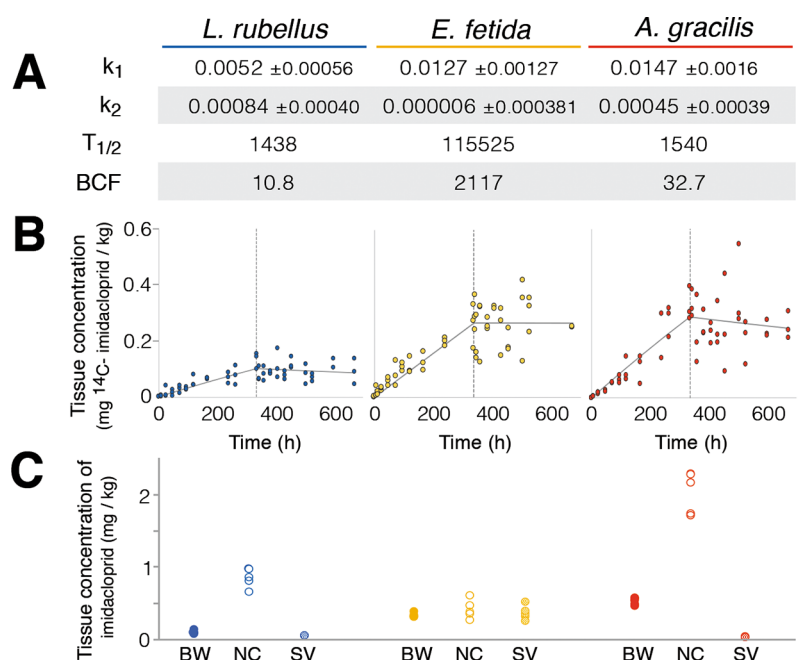 L. rubellus E. fetida A. gracilis
A
k1 0.0052 ±0.00056 0.0127 ±0.00127 0.0147 ±0.0016
k2 0.00084 ±0.00040 0.000006 ±0.000381 0.00045 ±0.00039
T1/2 1438 115525 1540
BCF 10.8 2117 32.7
B
Tissue concentration
(mg 14C- imidacloprid / kg)
0.6
0.4
0.2
0
0 200 400 600 0 200 400 600 0 200 400 600
Time (h) Time (h) Time (h)
C
Tissue concentration of
imidacloprid (mg / kg)
2
1
0
BW NC SV BW NC SV BW NC SV